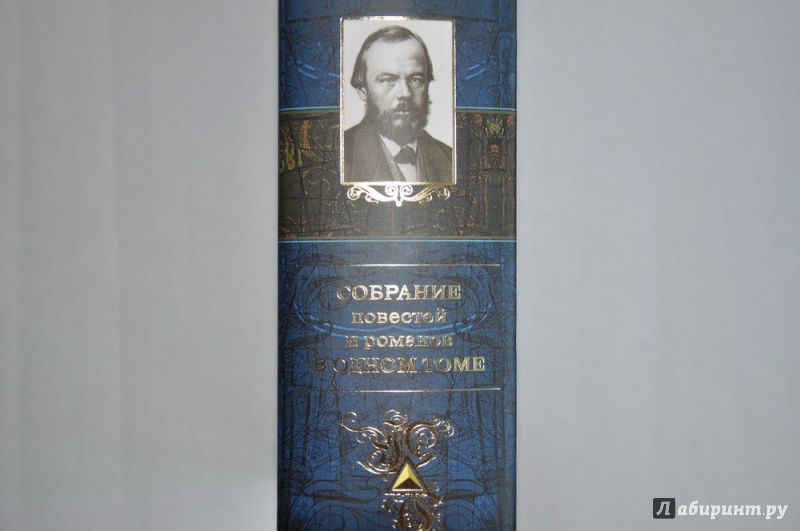 СОБРАНИЕ
повестей
и романов
В ОДНОМ ТОМЕ
Лабиринт.ру